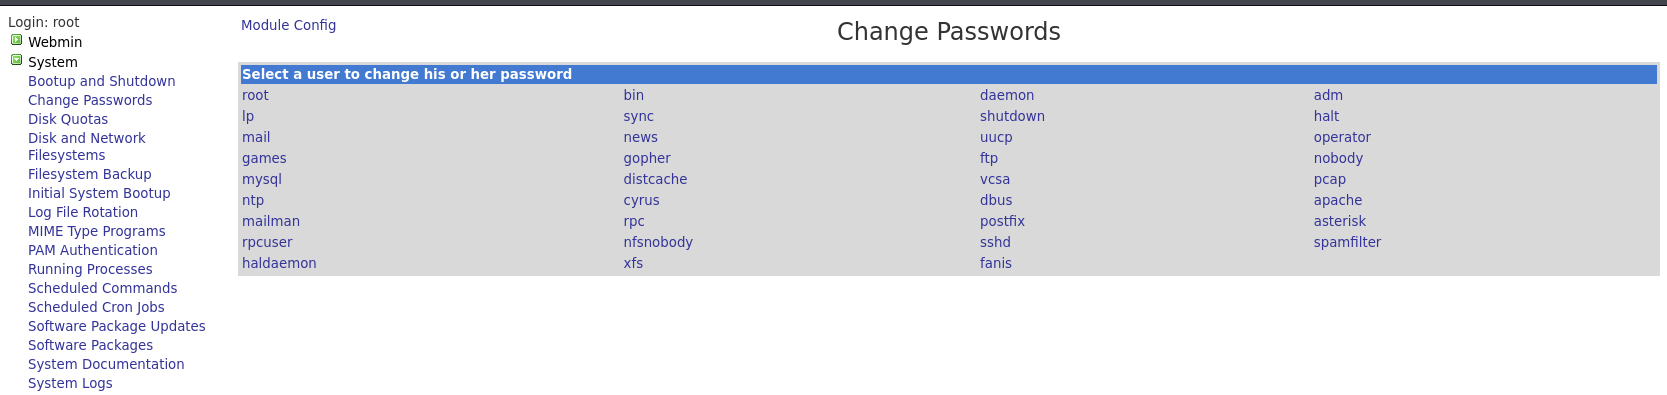 Login: root
Webmin
System
Bootup and Shutdown
Change Passwords
Disk Quotas
Disk and Network
Filesystems
Filesystem Backup
Initial System Bootup
Log File Rotation
MIME Type Programs
PAM Authentication
Running Processes
Scheduled Commands
Scheduled Cron Jobs
Software Package Updates
Software Packages
System Documentation
System Logs
Module Config
Change Passwords
Select a user to change his or her password
root bin daemon adm
lp sync shutdown halt
mail news uucp operator
games gopher ftp nobody
mysql distcache vcsa pcap
ntp cyrus dbus apache
mailman rpc postfix asterisk
rpcuser nfsnobody sshd spamfilter
haldaemon xfs fanis